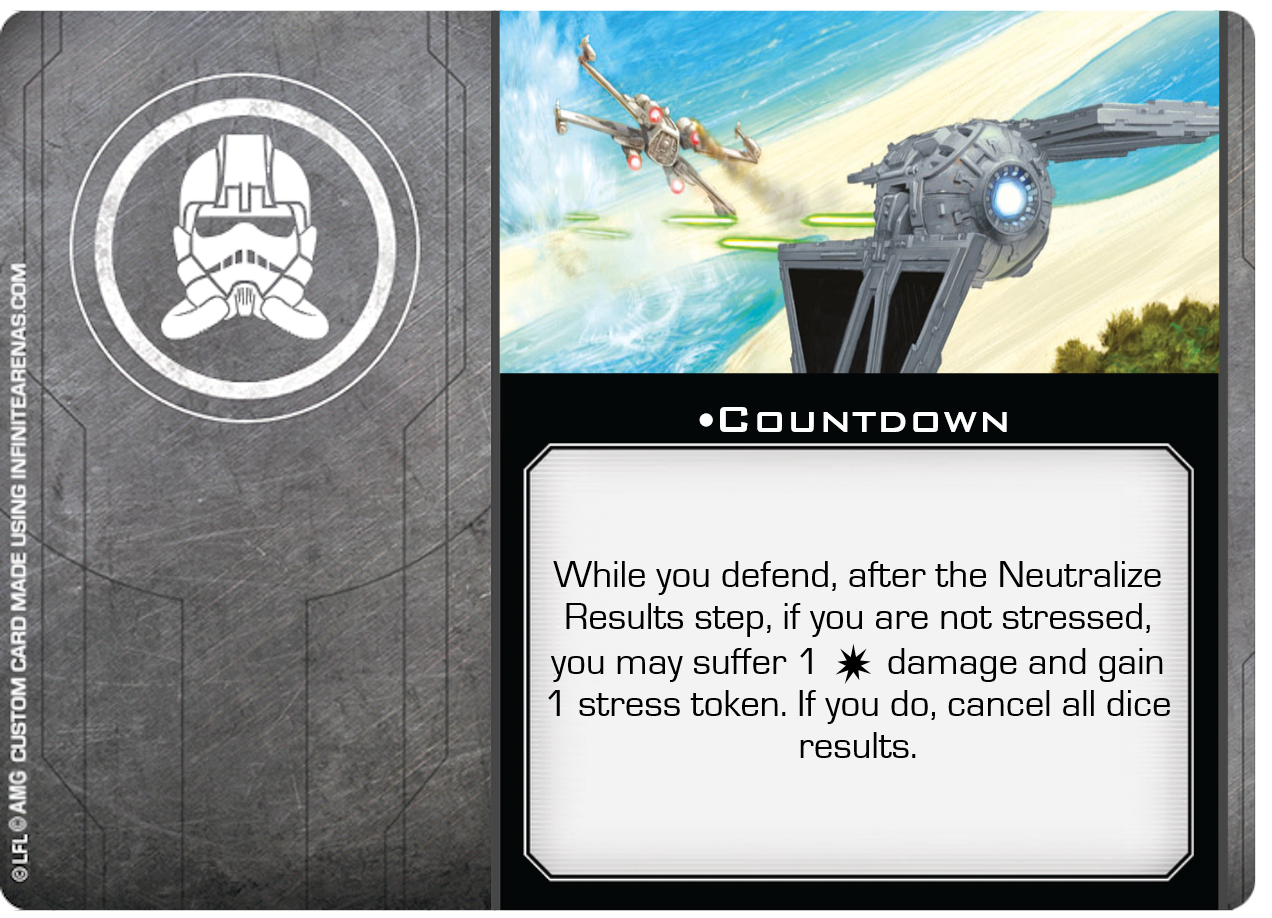 •Countdown
While you defend, after the Neutralize
Results step, if you are not stressed,
you may suffer 1 damage and gain
1 stress token. If you do, cancel all dice
results.
©LFL©AMG CUSTOM CARD MADE USING INFINITEARENAS.COM